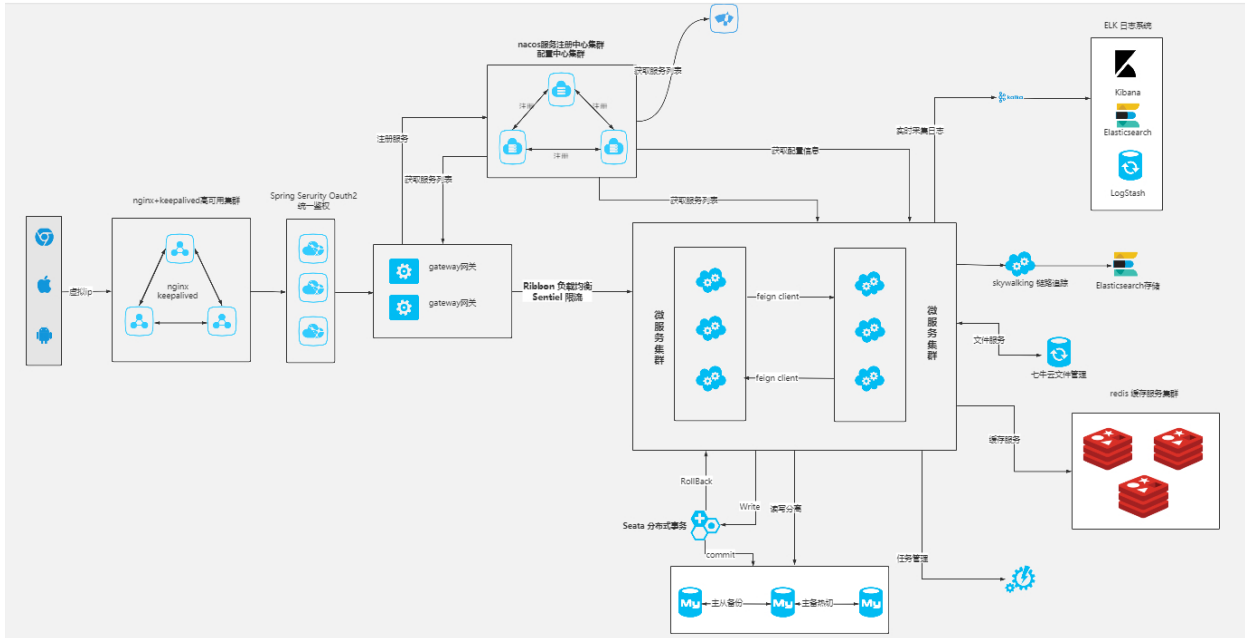 nacos服务注册中心集群
配置中心集群
ELK 日志系统
获取服务列表
注册
注册
注册
Kibana
Elasticsearch
LogStash
kafka
实时采集日志
注册服务
获取服务列表
获取配置信息
获取服务列表
nginx+keepalived高可用集群
Spring Serurity Oauth2
统一鉴权
虚拟ip
nginx
keepalived
gateway网关
gateway网关
Ribbon 负载均衡
Sentiel 限流
微服务集群
feign client
feign client
微服务集群
skywalking 链路追踪
Elasticsearch存储
文件服务
七牛云文件管理
redis 缓存服务集群
缓存服务
RollBack
Write
读写分离
Seata 分布式事务
commit
任务管理
My
主从备份
My
主备热切
My